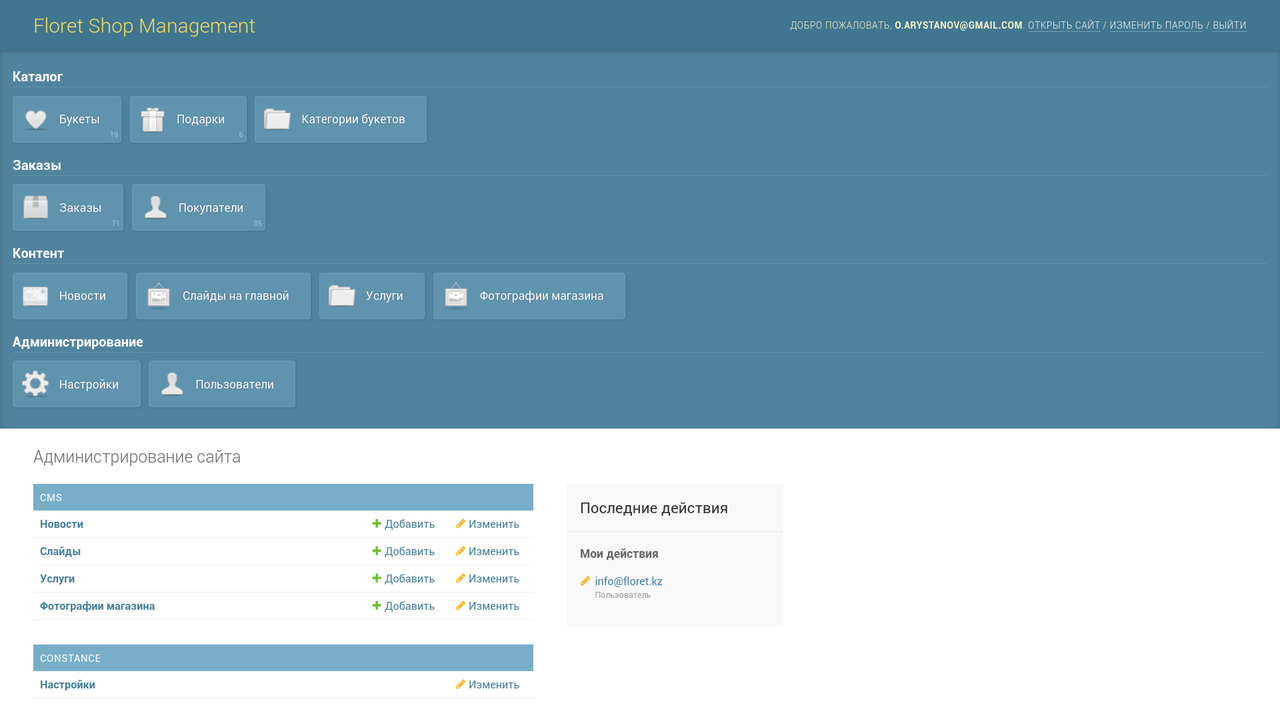 Floret Shop Management
ДОБРО ПОЖАЛОВАТЬ, O.ARYSTANOV@GMAIL.COM. ОТКРЫТЬ САЙТ / ИЗМЕНИТЬ ПАРОЛЬ / ВЫЙТИ
Каталог
Букеты 19 Подарки 6 Категории букетов
Заказы
Заказы 71 Покупатели 35
Контент
Новости Слайды на главной Услуги Фотографии магазина
Администрирование
Настройки Пользователи
Администрирование сайта
CMS
Новости Добавить Изменить
Слайды Добавить Изменить
Услуги Добавить Изменить
Фотографии магазина Добавить Изменить
CONSTANCE
Настройки Изменить
Последние действия
Мои действия
info@floret.kz
Пользователь